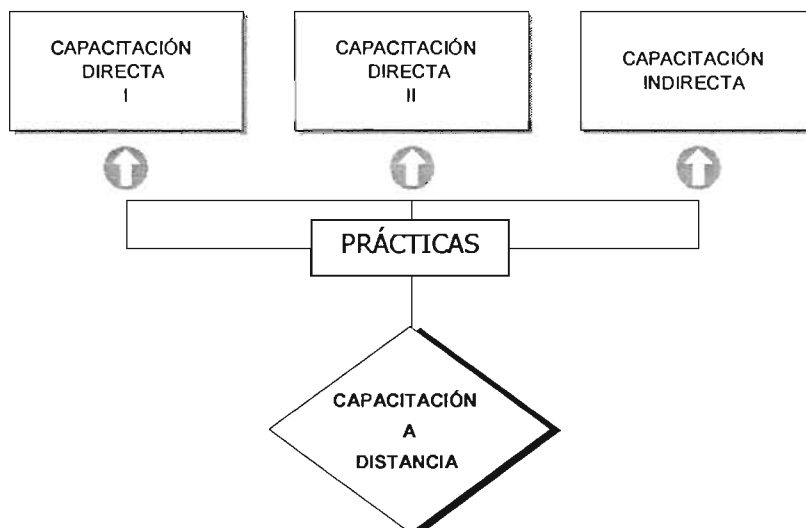 CAPACITACIÓN
DIRECTA
I
CAPACITACIÓN
DIRECTA
II
CAPACITACIÓN
INDIRECTA
PRÁCTICAS
CAPACITACIÓN
A
DISTANCIA